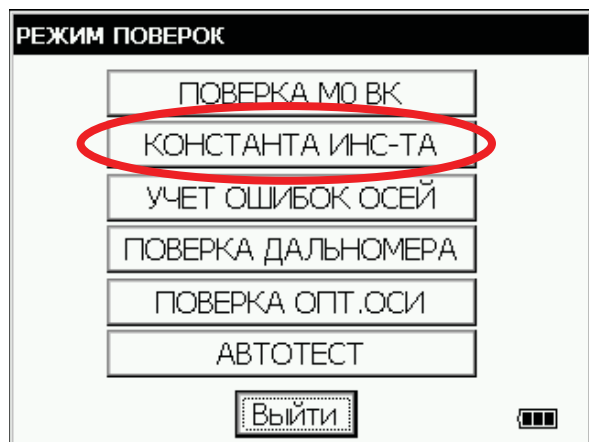 РЕЖИМ ПОВЕРОК
ПОВЕРКА М0 ВК
КОНСТАНТА ИНС-ТА
УЧЕТ ОШИБОК ОСЕЙ
ПОВЕРКА ДАЛЬНОМЕРА
ПОВЕРКА ОПТ.ОСИ
АВТОТЕСТ
Выйти